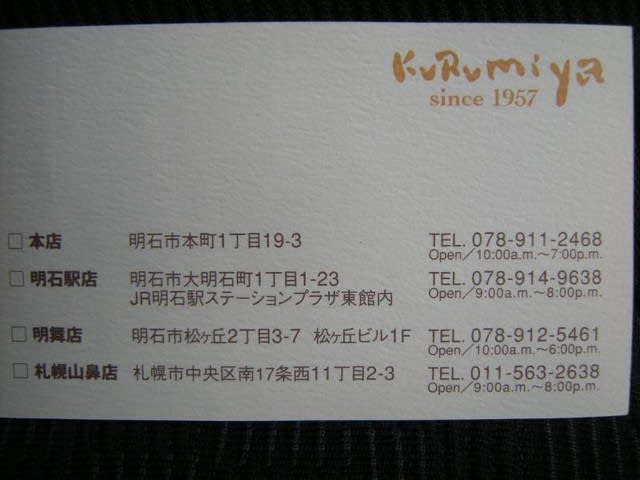 KuRumiya
since 1957
□ 本店 明石市本町1丁目19-3 TEL. 078-911-2468
Open／10:00a.m.〜7:00p.m.
□ 明石駅店 明石市大明石町1丁目1-23 TEL. 078-914-9638
JR明石駅ステーションプラザ東館内 Open／9:00a.m.〜8:00p.m.
□ 明舞店 明石市松ヶ丘2丁目3-7 松ヶ丘ビル1F TEL. 078-912-5461
Open／10:00a.m.〜6:00p.m.
□ 札幌山鼻店 札幌市中央区南17条西11丁目2-3 TEL. 011-563-2638
Open／9:00a.m.〜8:00p.m.